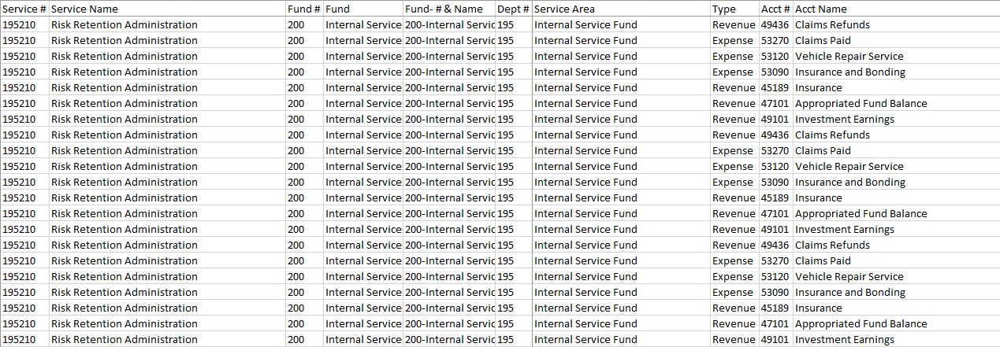 Service # Service Name Fund # Fund Fund- # & Name Dept # Service Area Type Acct # Acct Name
195210 Risk Retention Administration 200 Internal Service 200-Internal Servic 195 Internal Service Fund Revenue 49436 Claims Refunds
195210 Risk Retention Administration 200 Internal Service 200-Internal Servic 195 Internal Service Fund Expense 53270 Claims Paid
195210 Risk Retention Administration 200 Internal Service 200-Internal Servic 195 Internal Service Fund Expense 53120 Vehicle Repair Service
195210 Risk Retention Administration 200 Internal Service 200-Internal Servic 195 Internal Service Fund Expense 53090 Insurance and Bonding
195210 Risk Retention Administration 200 Internal Service 200-Internal Servic 195 Internal Service Fund Revenue 45189 Insurance
195210 Risk Retention Administration 200 Internal Service 200-Internal Servic 195 Internal Service Fund Revenue 47101 Appropriated Fund Balance
195210 Risk Retention Administration 200 Internal Service 200-Internal Servic 195 Internal Service Fund Revenue 49101 Investment Earnings
195210 Risk Retention Administration 200 Internal Service 200-Internal Servic 195 Internal Service Fund Revenue 49436 Claims Refunds
195210 Risk Retention Administration 200 Internal Service 200-Internal Servic 195 Internal Service Fund Expense 53270 Claims Paid
195210 Risk Retention Administration 200 Internal Service 200-Internal Servic 195 Internal Service Fund Expense 53120 Vehicle Repair Service
195210 Risk Retention Administration 200 Internal Service 200-Internal Servic 195 Internal Service Fund Expense 53090 Insurance and Bonding
195210 Risk Retention Administration 200 Internal Service 200-Internal Servic 195 Internal Service Fund Revenue 45189 Insurance
195210 Risk Retention Administration 200 Internal Service 200-Internal Servic 195 Internal Service Fund Revenue 47101 Appropriated Fund Balance
195210 Risk Retention Administration 200 Internal Service 200-Internal Servic 195 Internal Service Fund Revenue 49101 Investment Earnings
195210 Risk Retention Administration 200 Internal Service 200-Internal Servic 195 Internal Service Fund Revenue 49436 Claims Refunds
195210 Risk Retention Administration 200 Internal Service 200-Internal Servic 195 Internal Service Fund Expense 53270 Claims Paid
195210 Risk Retention Administration 200 Internal Service 200-Internal Servic 195 Internal Service Fund Expense 53120 Vehicle Repair Service
195210 Risk Retention Administration 200 Internal Service 200-Internal Servic 195 Internal Service Fund Expense 53090 Insurance and Bonding
195210 Risk Retention Administration 200 Internal Service 200-Internal Servic 195 Internal Service Fund Revenue 45189 Insurance
195210 Risk Retention Administration 200 Internal Service 200-Internal Servic 195 Internal Service Fund Revenue 47101 Appropriated Fund Balance
195210 Risk Retention Administration 200 Internal Service 200-Internal Servic 195 Internal Service Fund Revenue 49101 Investment Earnings